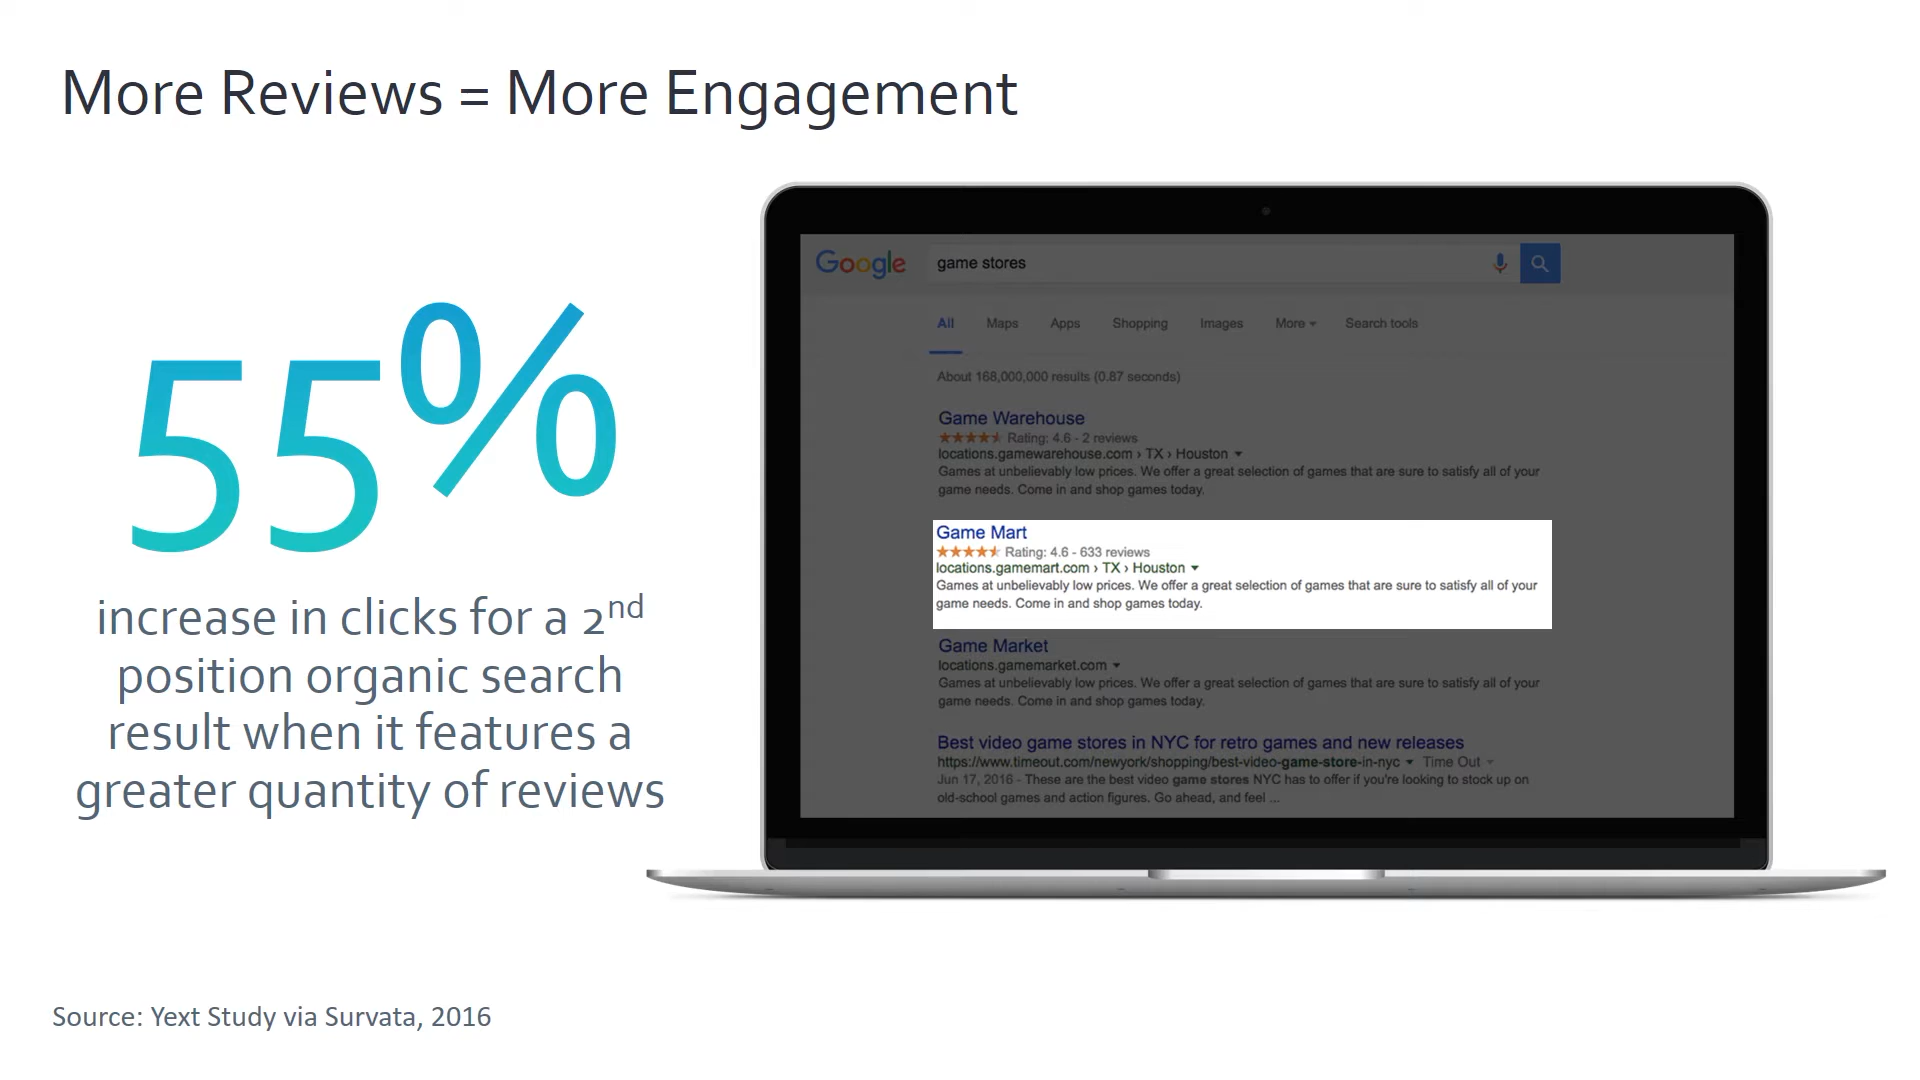 More Reviews = More Engagement
55%
increase in clicks for a 2nd
position organic search
result when it features a
greater quantity of reviews
Google
game stores
All Maps Apps Shopping Images More Search tools
About 168,000,000 results (0.87 seconds)
Game Warehouse
Rating: 4.6 - 2 reviews
locations.gamewarehouse.com › TX › Houston
Games at unbelievably low prices. We offer a great selection of games that are sure to satisfy all of your
game needs. Come in and shop games today.
Game Mart
Rating: 4.6 - 633 reviews
locations.gamemart.com › TX › Houston
Games at unbelievably low prices. We offer a great selection of games that are sure to satisfy all of your
game needs. Come in and shop games today.
Game Market
locations.gamemarket.com
Games at unbelievably low prices. We offer a great selection of games that are sure to satisfy all of your
game needs. Come in and shop games today.
Best video game stores in NYC for retro games and new releases
https://www.timeout.com/newyork/shopping/best-video-game-store-in-nyc Time Out
Jun 17, 2016 - These are the best video game stores NYC has to offer if you're looking to stock up on
old-school games and action figures. Go ahead, and feel ...
Source: Yext Study via Survata, 2016